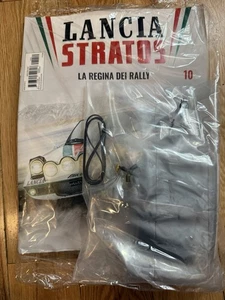 LANCIA
STRATOS
LA REGINA DEI RALLY
10